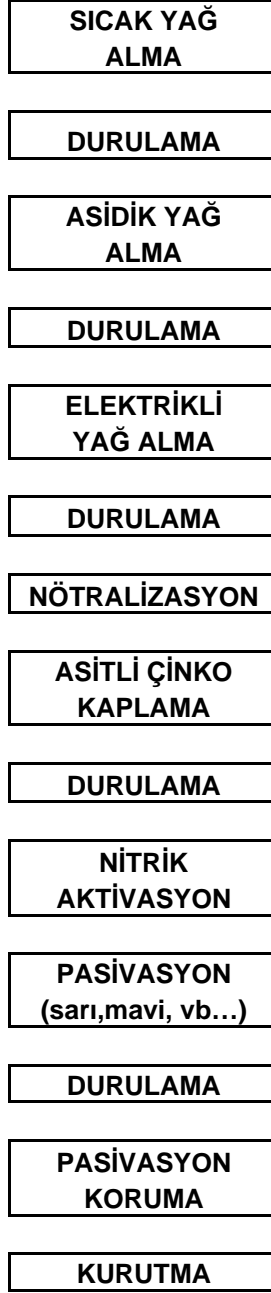 SICAK YAĞ
ALMA
DURULAMA
ASİDİK YAĞ
ALMA
DURULAMA
ELEKTRİKLİ
YAĞ ALMA
DURULAMA
NÖTRALİZASYON
ASİTLİ ÇİNKO
KAPLAMA
DURULAMA
NİTRİK
AKTİVASYON
PASİVASYON
(sarı,mavi, vb…)
DURULAMA
PASİVASYON
KORUMA
KURUTMA